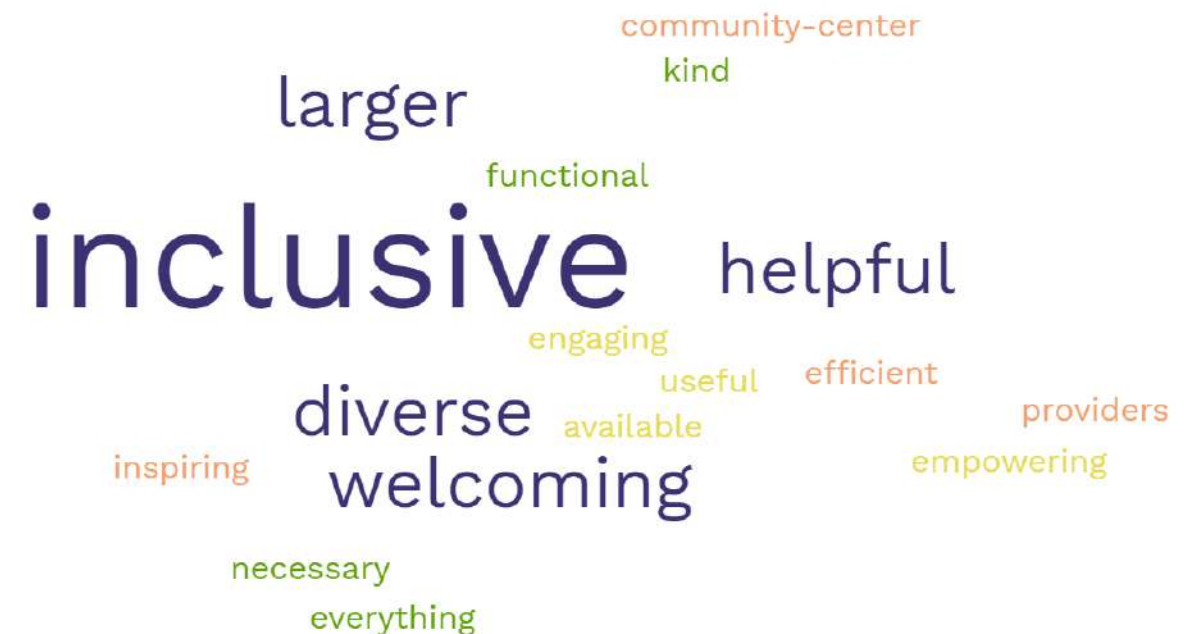 community-center
kind
larger
functional
inclusive
helpful
engaging
useful
efficient
diverse
available
providers
inspiring
welcoming
empowering
necessary
everything